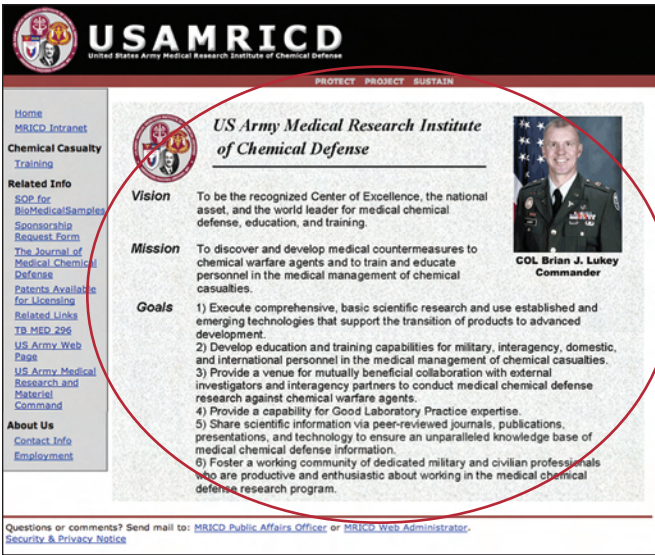 USAMRICD
United States Army Medical Research Institute of Chemical Defense
PROTECT PROJECT SUSTAIN
Home
MRICD Intranet
Chemical Casualty
Training
Related Info
SOP for
BioMedicalSamples
Sponsorship
Request Form
The Journal of
Medical Chemical
Defense
Patents Available
for Licensing
Related Links
TB MED 296
US Army Web
Page
US Army Medical
Research and
Materiel
Command
About Us
Contact Info
Employment
US Army Medical Research Institute
of Chemical Defense
COL Brian J. Lukey
Commander
Vision To be the recognized Center of Excellence, the national
asset, and the world leader for medical chemical
defense, education, and training.
Mission To discover and develop medical countermeasures to
chemical warfare agents and to train and educate
personnel in the medical management of chemical
casualties.
Goals 1) Execute comprehensive, basic scientific research and use established and
emerging technologies that support the transition of products to advanced
development.
2) Develop education and training capabilities for military, interagency, domestic,
and international personnel in the medical management of chemical casualties.
3) Provide a venue for mutually beneficial collaboration with external
investigators and interagency partners to conduct medical chemical defense
research against chemical warfare agents.
4) Provide a capability for Good Laboratory Practice expertise.
5) Share scientific information via peer-reviewed journals, publications,
presentations, and technology to ensure an unparalleled knowledge base of
medical chemical defense information.
6) Foster a working community of dedicated military and civilian professionals
who are productive and enthusiastic about working in the medical chemical
defense research program.
Questions or comments? Send mail to: MRICD Public Affairs Officer or MRICD Web Administrator.
Security & Privacy Notice